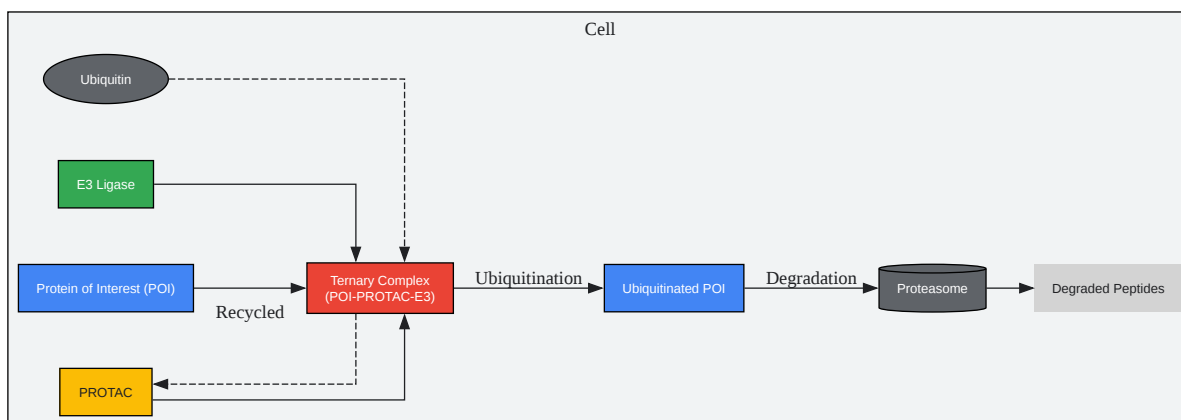 Cell
Ubiquitin
E3 Ligase
Protein of Interest (POI)
Recycled
Ternary Complex
(POI-PROTAC-E3)
Ubiquitination
Ubiquitinated POI
Degradation
Proteasome
Degraded Peptides
PROTAC